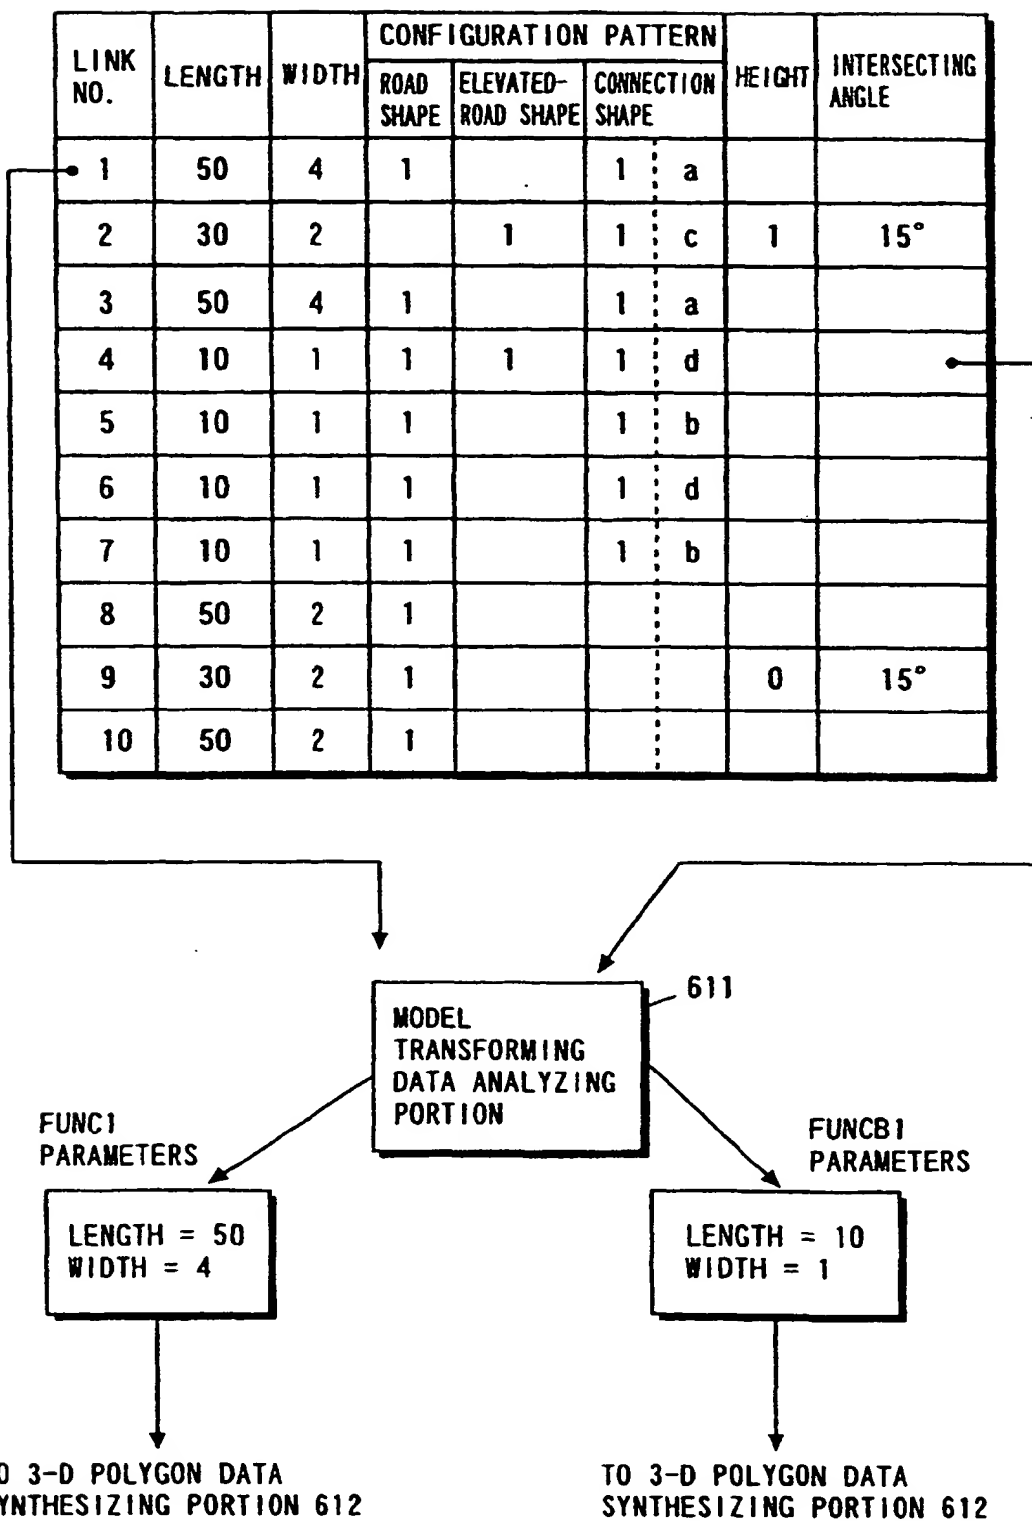 CONFIGURATION PATTERN
LINK NO. LENGTH WIDTH ROAD SHAPE ELEVATED-ROAD SHAPE CONNECTION SHAPE HEIGHT INTERSECTING ANGLE
1 50 4 1 1 a
2 30 2 1 1 c 1 15°
3 50 4 1 1 a
4 10 1 1 1 1 d
5 10 1 1 1 b
6 10 1 1 1 d
7 10 1 1 1 b
8 50 2 1
9 30 2 1 0 15°
10 50 2 1
611
MODEL
TRANSFORMING
DATA ANALYZING
PORTION
FUNC1
PARAMETERS
LENGTH = 50
WIDTH = 4
O 3-D POLYGON DATA
YNTHESIZING PORTION 612
FUNCB1
PARAMETERS
LENGTH = 10
WIDTH = 1
TO 3-D POLYGON DATA
SYNTHESIZING PORTION 612